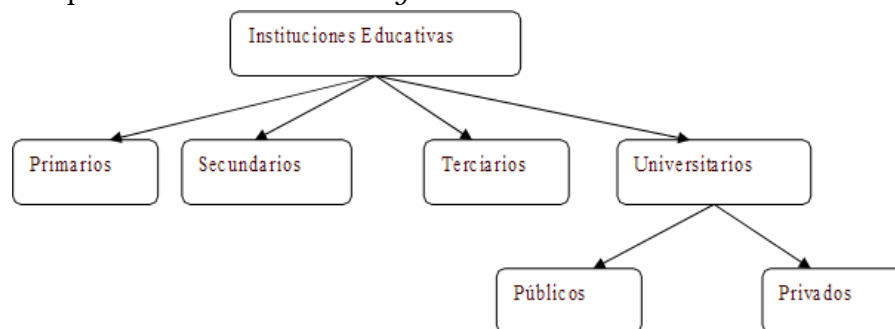 Instituciones Educativas
Primarios
Secundarios
Terciarios
Universitarios
Públicos
Privados